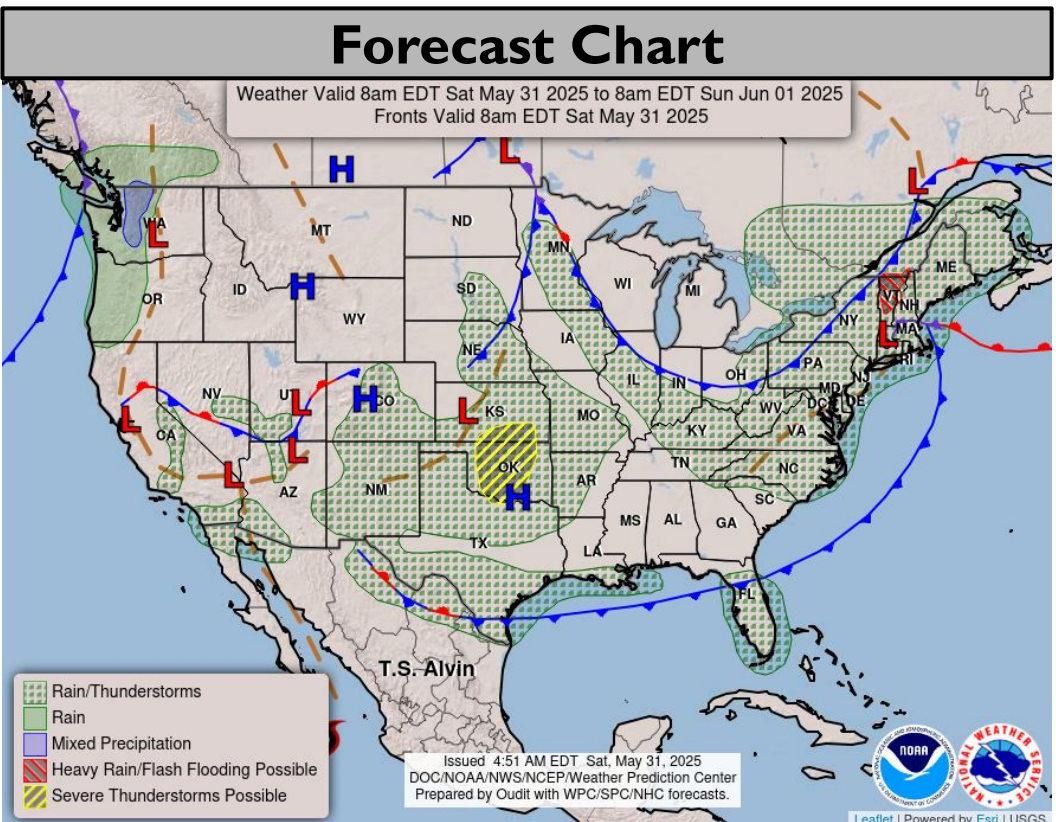 Forecast Chart
Weather Valid 8am EDT Sat May 31 2025 to 8am EDT Sun Jun 01 2025
Fronts Valid 8am EDT Sat May 31 2025
L
H
L
WA
L
MT
ND
MN
ME
H
OR
ID
WY
SD
WI
MI
VT
NH
NY
MA
L
CT
RI
NE
IA
PA
NJ
NV
UT
L
H
CO
L
KS
IL
IN
OH
MD
DE
DC
WV
L
CA
MO
KY
VA
L
L
AZ
NM
OK
H
AR
TN
NC
SC
MS
AL
GA
TX
LA
FL
T.S. Alvin
Rain/Thunderstorms
Rain
Mixed Precipitation
Heavy Rain/Flash Flooding Possible
Severe Thunderstorms Possible
Issued 4:51 AM EDT Sat, May 31, 2025
DOC/NOAA/NWS/NCEP/Weather Prediction Center
Prepared by Oudit with WPC/SPC/NHC forecasts.
NOAA
NATIONAL WEATHER SERVICE
Leaflet | Powered by Esri | USGS